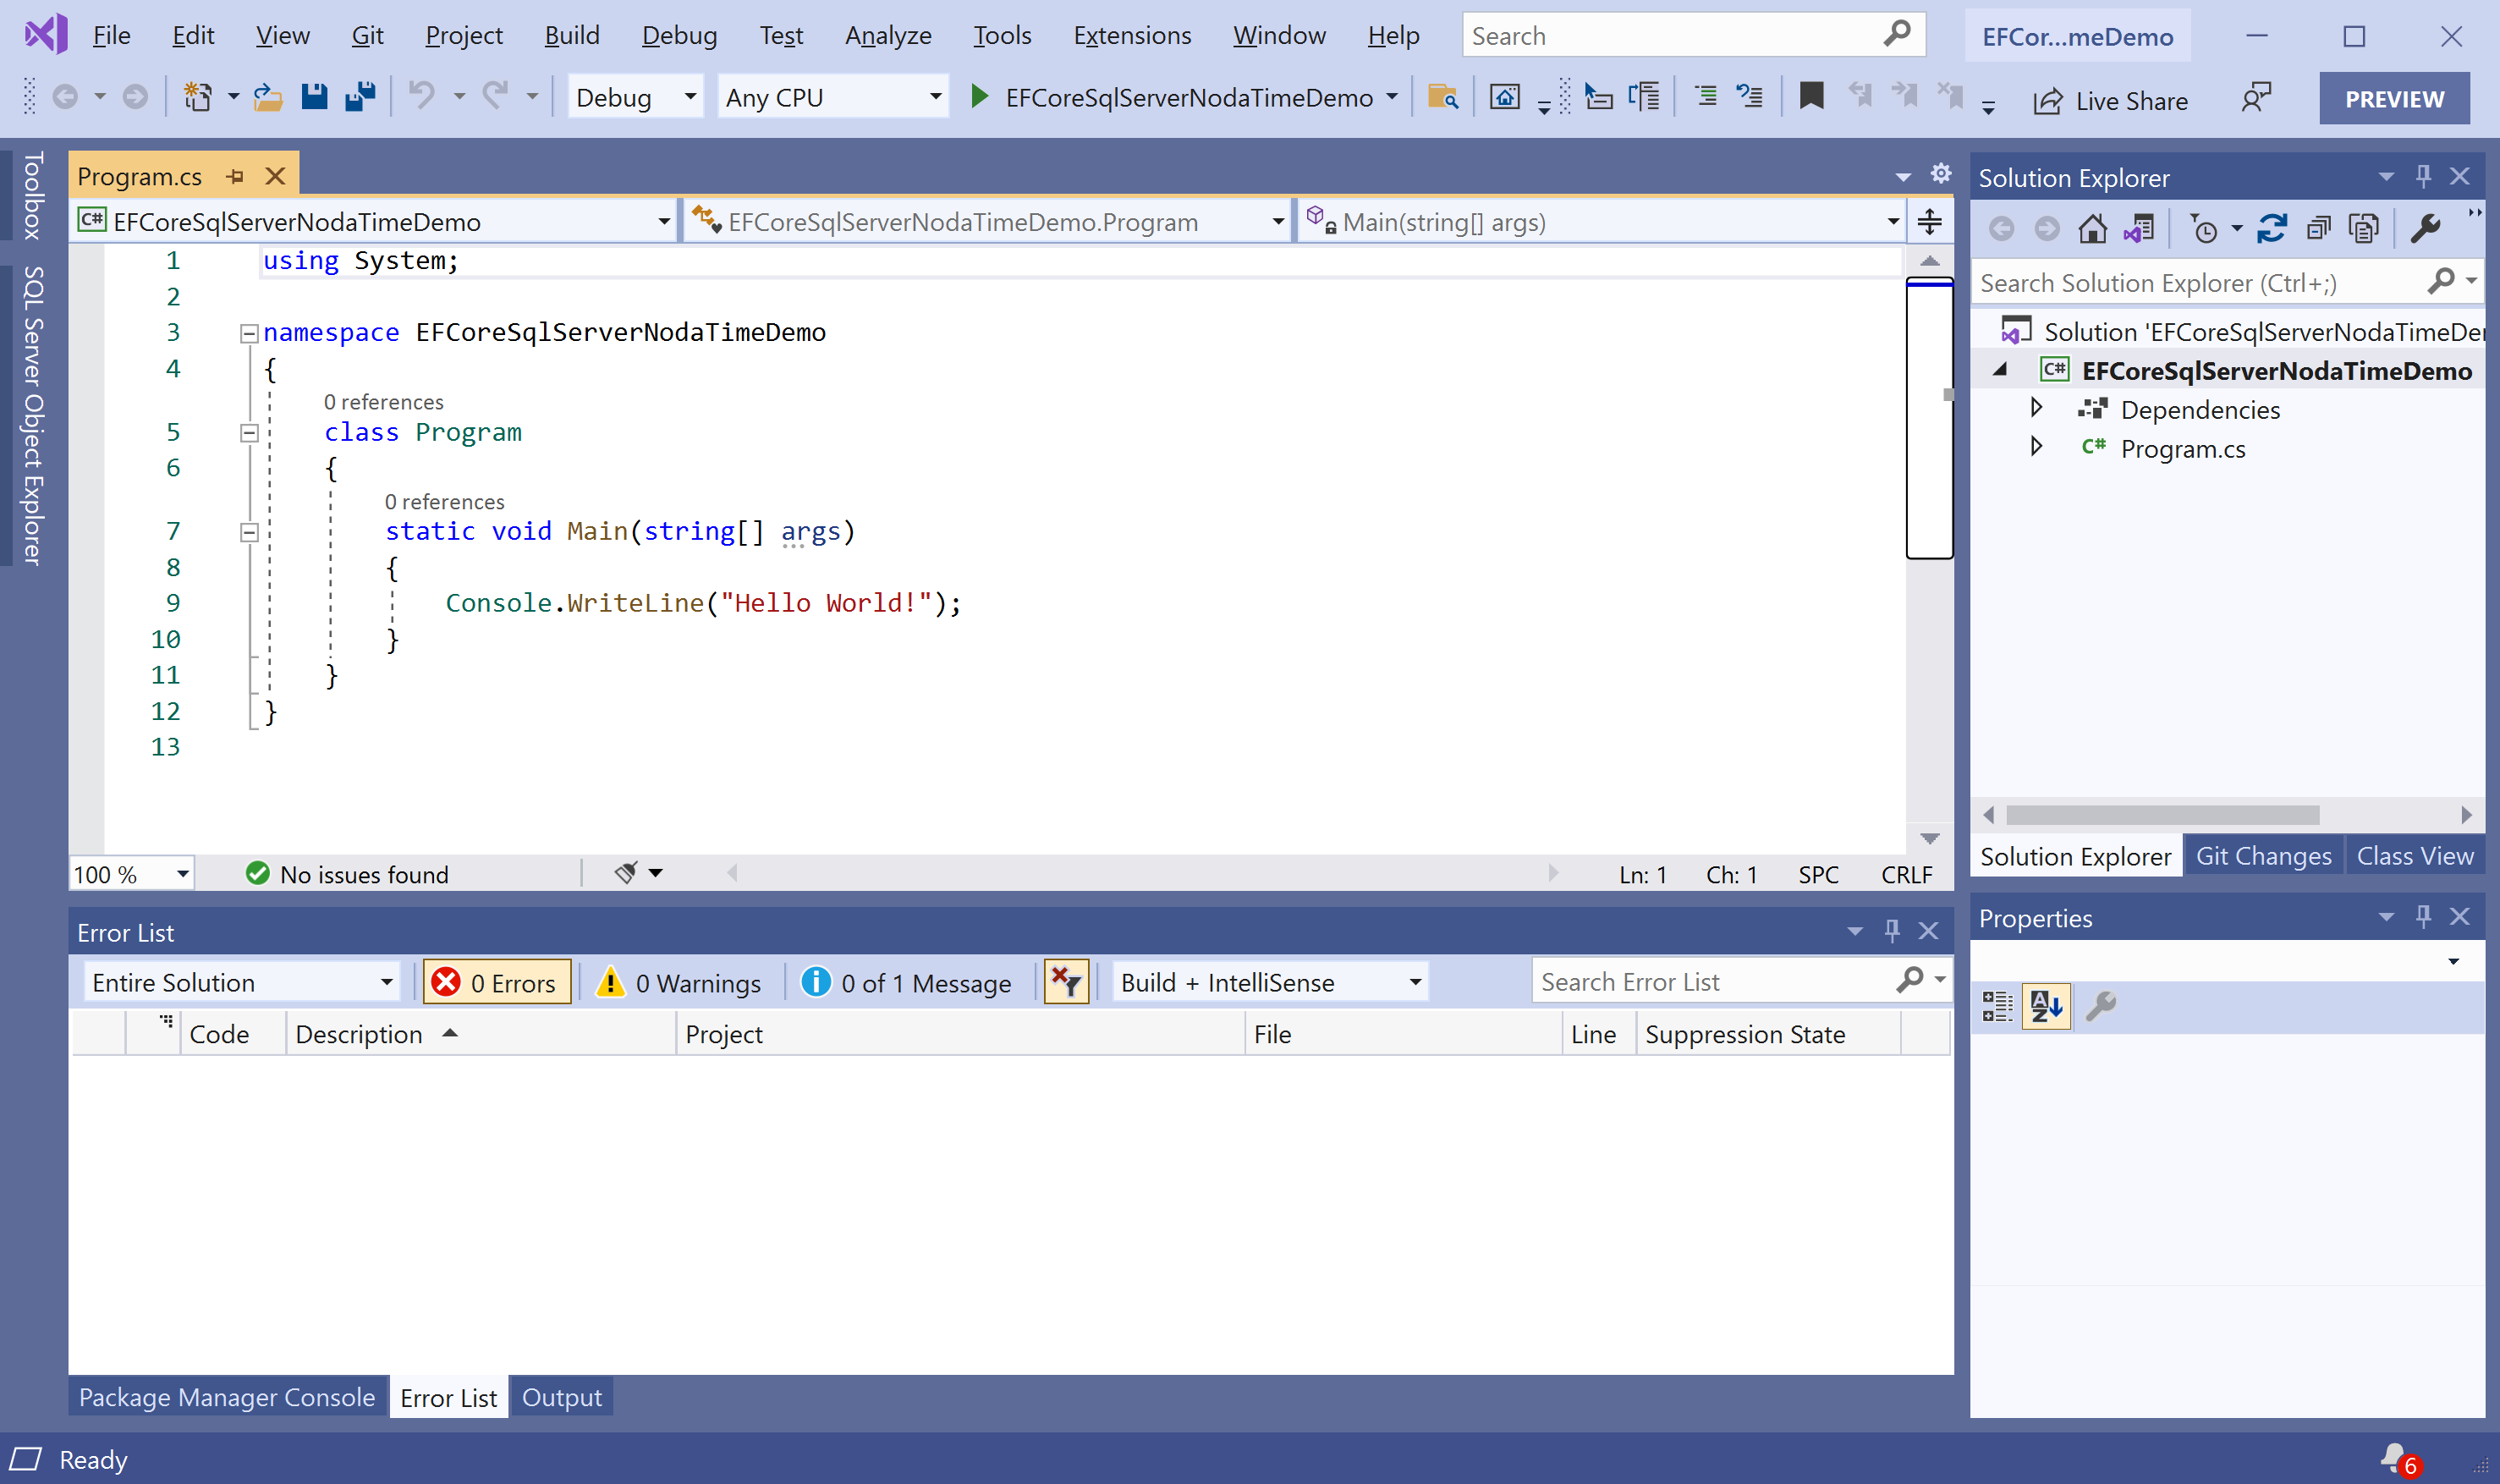 File Edit View Git Project Build Debug Test Analyze Tools Extensions Window Help Search EFCor...meDemo
Debug Any CPU EFCoreSqlServerNodaTimeDemo Live Share PREVIEW
Toolbox
SQL Server Object Explorer
Program.cs
EFCoreSqlServerNodaTimeDemo EFCoreSqlServerNodaTimeDemo.Program Main(string[] args)
1 using System;
2
3 namespace EFCoreSqlServerNodaTimeDemo
4 {
0 references
5 class Program
6 {
0 references
7 static void Main(string[] args)
8 {
9 Console.WriteLine("Hello World!");
10 }
11 }
12 }
13
100 % No issues found Ln: 1 Ch: 1 SPC CRLF
Error List
Entire Solution 0 Errors 0 Warnings 0 of 1 Message Build + IntelliSense Search Error List
Code Description Project File Line Suppression State
Package Manager Console Error List Output
Solution Explorer
Search Solution Explorer (Ctrl+;)
Solution 'EFCoreSqlServerNodaTimeDe
C# EFCoreSqlServerNodaTimeDemo
Dependencies
C# Program.cs
Solution Explorer Git Changes Class View
Properties
Ready 6